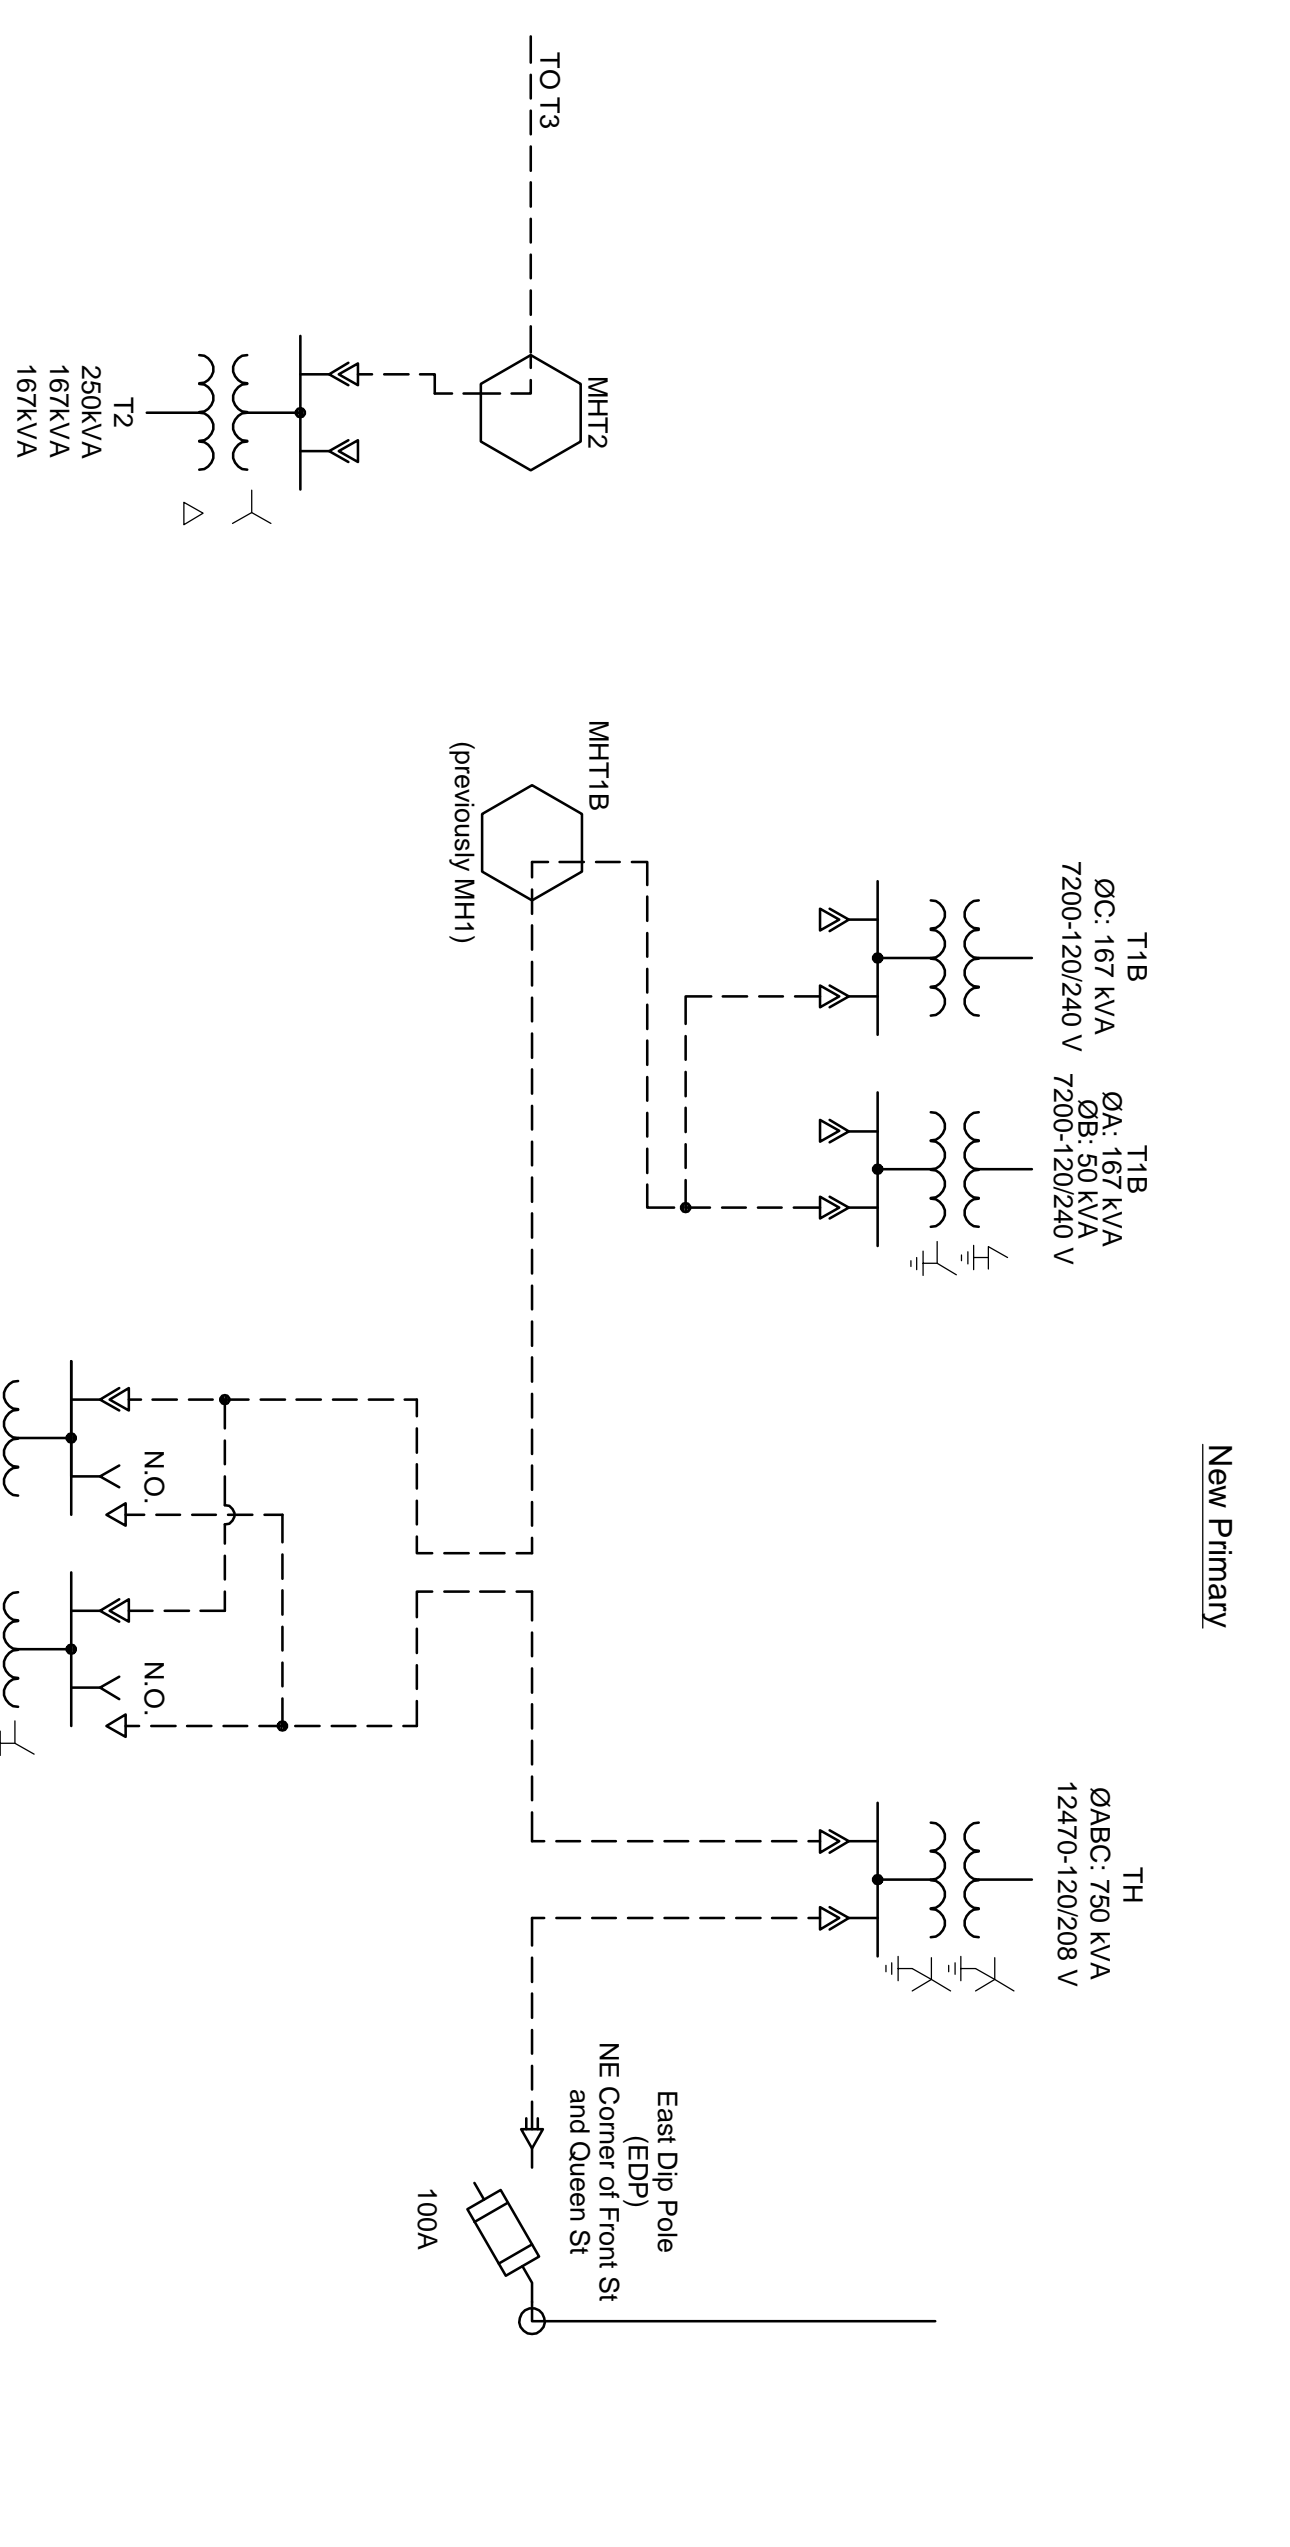 New Primary
TO T3
MHT2
T2
250kVA
167kVA
167kVA
MHT1B
(previously MH1)
T1B
ØC: 167 kVA
7200-120/240 V
T1B
ØA: 167 kVA
ØB: 50 kVA
7200-120/240 V
N.O.
N.O.
TH
ØABC: 750 kVA
12470-120/208 V
East Dip Pole
(EDP)
NE Corner of Front St
and Queen St
100A